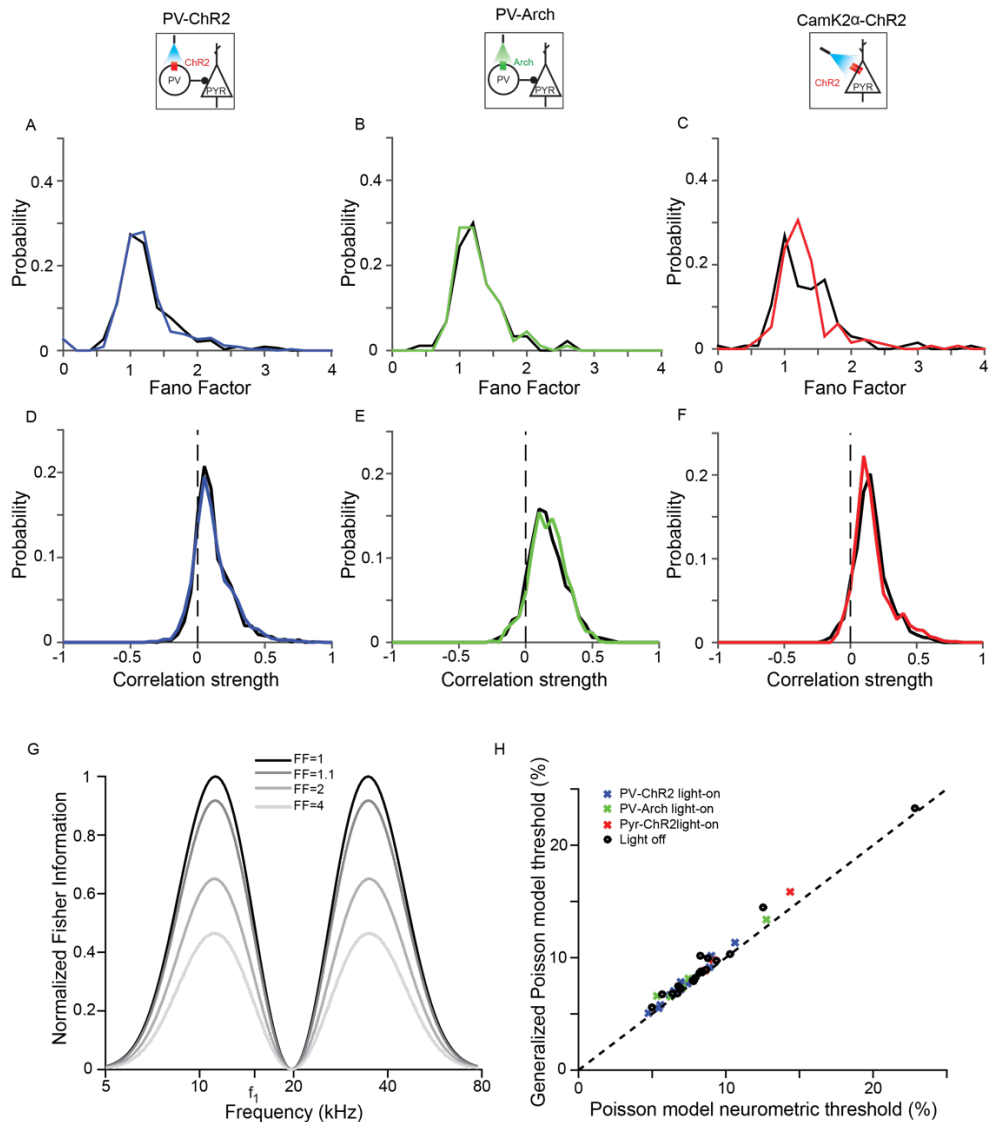 PV-ChR2
PV-Arch
CamK2α-ChR2
ChR2
PV
PYR
Arch
PV
PYR
ChR2
PYR
A
B
C
Probability
0.4
0.2
0
0 1 2 3 4
Fano Factor
Probability
0.4
0.2
0
0 1 2 3 4
Fano Factor
Probability
0.4
0.2
0
0 1 2 3 4
Fano Factor
D
E
F
Probability
0.2
0.1
0
-1 -0.5 0 0.5 1
Correlation strength
Probability
0.2
0.1
0
-1 -0.5 0 0.5 1
Correlation strength
Probability
0.2
0.1
0
-1 -0.5 0 0.5 1
Correlation strength
G
FF=1
FF=1.1
FF=2
FF=4
Normalized Fisher Information
1
0.8
0.6
0.4
0.2
0
5 10 f1 20 40 80
Frequency (kHz)
H
PV-ChR2 light-on
PV-Arch light-on
Pyr-ChR2light-on
Light off
Generalized Poisson model threshold (%)
20
10
0
0 10 20
Poisson model neurometric threshold (%)